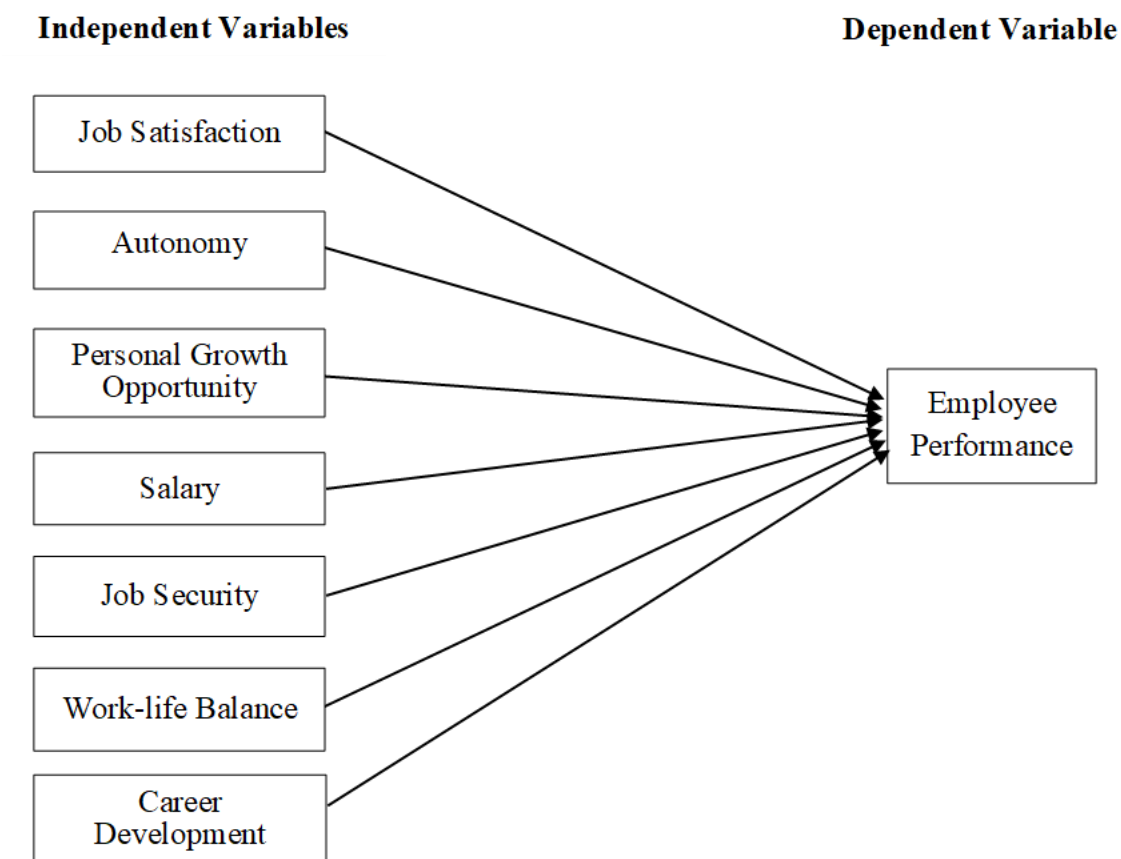 Independent Variables
Dependent Variable
Job Satisfaction
Autonomy
Personal Growth
Opportunity
Salary
Job Security
Work-life Balance
Career
Development
Employee
Performance